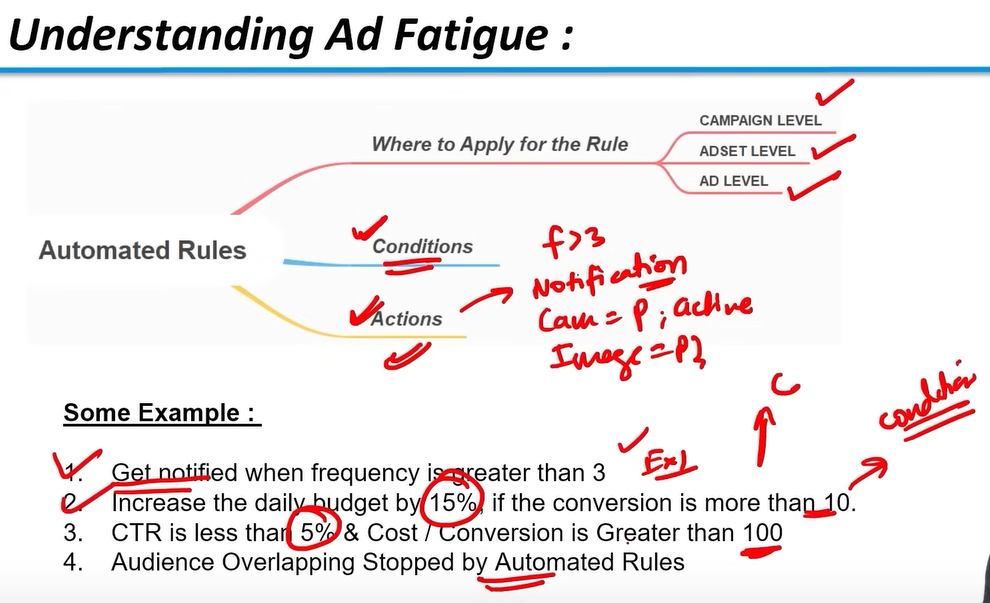 Understanding Ad Fatigue :
Where to Apply for the Rule
CAMPAIGN LEVEL
ADSET LEVEL
AD LEVEL
Automated Rules
Conditions
Actions
f>3
Notification
Cam = P ; active
Image = P
C
condition
Some Example :
Ex1
1. Get notified when frequency is greater than 3
2. Increase the daily budget by 15%, if the conversion is more than 10.
3. CTR is less than 5% & Cost / Conversion is Greater than 100
4. Audience Overlapping Stopped by Automated Rules